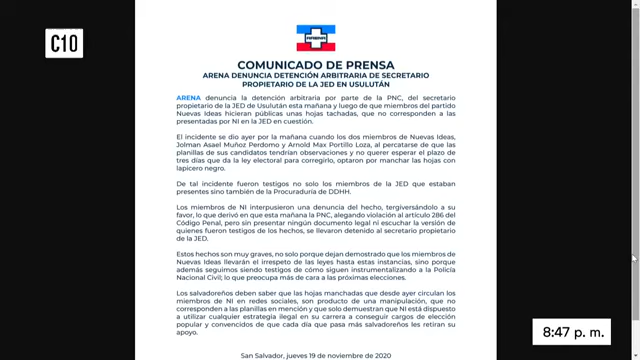 C10
ARENA
COMUNICADO DE PRENSA
ARENA DENUNCIA DETENCIÓN ARBITRARIA DE SECRETARIO
PROPIETARIO DE LA JED EN USULUTÁN
ARENA denuncia la detención arbitraria por parte de la PNC, del secretario
propietario de la JED de Usulután esta mañana y luego de que miembros del partido
Nuevas Ideas hicieran públicas unas hojas tachadas, que no corresponden a las
presentadas por NI en la JED en cuestión.
El incidente se dio ayer por la mañana cuando los dos miembros de Nuevas Ideas,
Jolman Asael Muñoz Perdomo y Arnold Max Portillo Loza, al percatarse de que las
planillas de sus candidatos tendrían observaciones y no querer esperar el plazo de
tres días que da la ley electoral para corregirlo, optaron por manchar las hojas con
lapicero negro.
De tal incidente fueron testigos no solo los miembros de la JED que estaban
presentes sino también de la Procuraduría de DDHH.
Los miembros de NI interpusieron una denuncia del hecho, tergiversándolo a su
favor, lo que derivó en que esta mañana la PNC, alegando violación al artículo 286 del
Código Penal, pero sin presentar ningún documento legal ni escuchar la versión de
quienes fueron testigos de los hechos, se llevaron detenido al secretario propietario
de la JED.
Estos hechos son muy graves, no solo porque dejan demostrado que los miembros de
Nuevas Ideas llevarán el irrespeto de las leyes hasta estas instancias, sino porque
además seguimos siendo testigos de cómo siguen instrumentalizando a la Policía
Nacional Civil; lo que preocupa más de cara a las próximas elecciones.
Los salvadoreños deben saber que las hojas manchadas que desde ayer circulan los
miembros de NI en redes sociales, son producto de una manipulación, que no
corresponden a las planillas en mención y que solo demuestran que NI está dispuesto
a utilizar cualquier estrategia ilegal en su carrera a conseguir cargos de elección
popular y convencidos de que cada día que pasa más salvadoreños les retiran su
apoyo.
San Salvador, jueves 19 de noviembre de 2020
8:47 p. m.